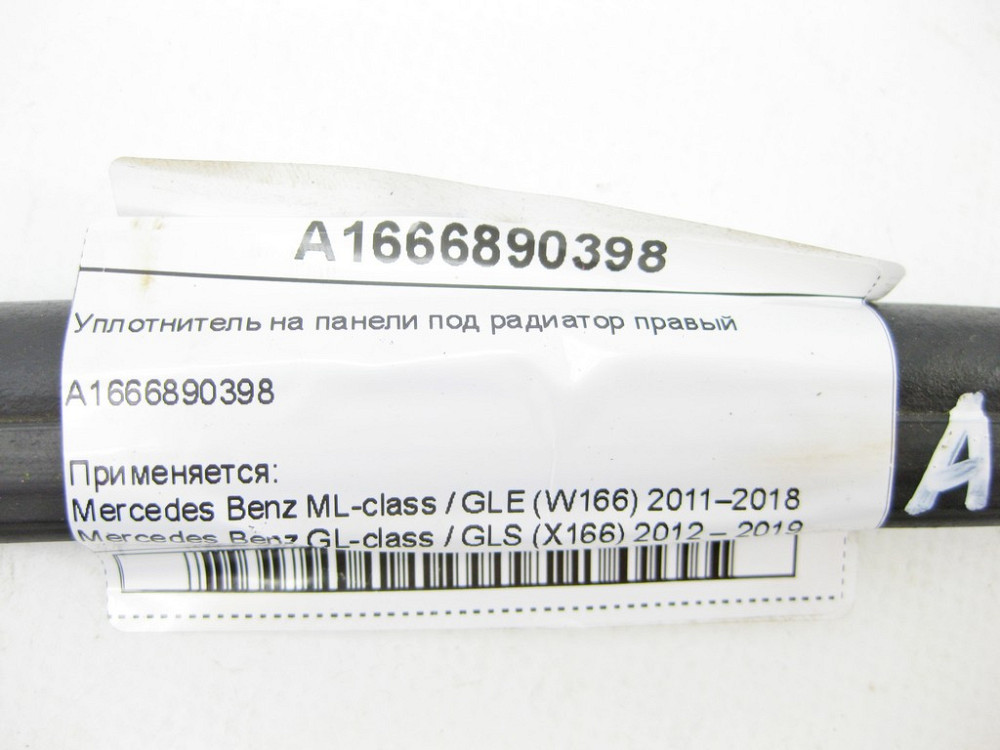 A1666890398
Уплотнитель на панели под радиатор правый
A1666890398
Применяется:
Mercedes Benz ML-class / GLE (W166) 2011–2018
Mercedes Benz GL-class / GLS (X166) 2012 – 2019
A